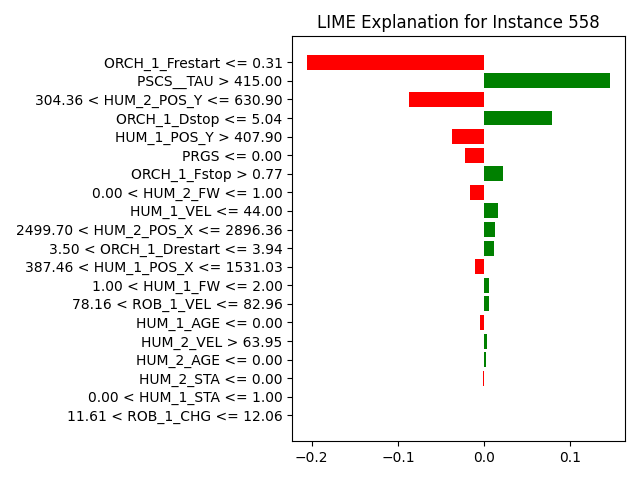 LIME Explanation for Instance 558
ORCH_1_Frestart <= 0.31
PSCS__TAU > 415.00
304.36 < HUM_2_POS_Y <= 630.90
ORCH_1_Dstop <= 5.04
HUM_1_POS_Y > 407.90
PRGS <= 0.00
ORCH_1_Fstop > 0.77
0.00 < HUM_2_FW <= 1.00
HUM_1_VEL <= 44.00
2499.70 < HUM_2_POS_X <= 2896.36
3.50 < ORCH_1_Drestart <= 3.94
387.46 < HUM_1_POS_X <= 1531.03
1.00 < HUM_1_FW <= 2.00
78.16 < ROB_1_VEL <= 82.96
HUM_1_AGE <= 0.00
HUM_2_VEL > 63.95
HUM_2_AGE <= 0.00
HUM_2_STA <= 0.00
0.00 < HUM_1_STA <= 1.00
11.61 < ROB_1_CHG <= 12.06
−0.2 −0.1 0.0 0.1